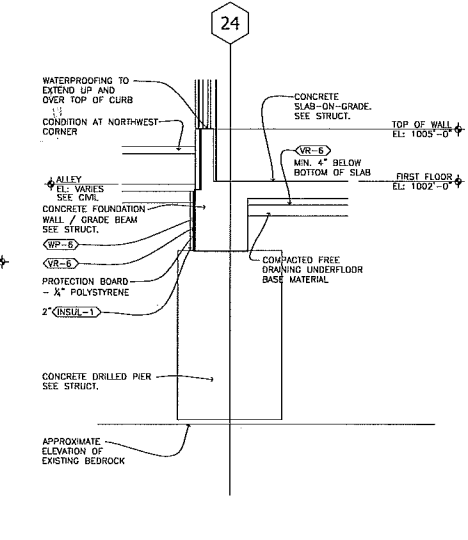 24
WATERPROOFING TO
EXTEND UP AND
OVER TOP OF CURB
CONDITION AT NORTHWEST
CORNER
ALLEY
EL: VARIES
SEE CIVIL
CONCRETE FOUNDATION
WALL / GRADE BEAM
SEE STRUCT.
WP-6
VR-6
PROTECTION BOARD
- ¼" POLYSTYRENE
2" INSUL-1
CONCRETE DRILLED PIER
SEE STRUCT.
APPROXIMATE
ELEVATION OF
EXISTING BEDROCK
CONCRETE
SLAB-ON-GRADE.
SEE STRUCT.
TOP OF WALL
EL: 1005'-0"
VR-6
MIN. 4" BELOW
BOTTOM OF SLAB
FIRST FLOOR
EL: 1002'-0"
COMPACTED FREE
DRAINING UNDERFLOOR
BASE MATERIAL